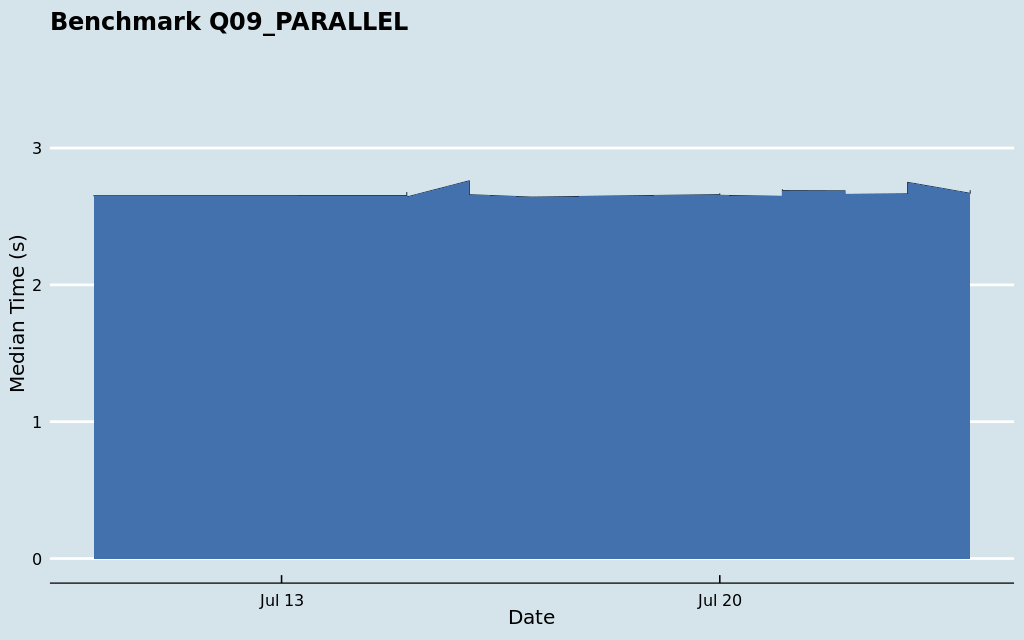 Benchmark Q09_PARALLEL
3
2
1
0
Median Time (s)
Jul 13
Jul 20
Date